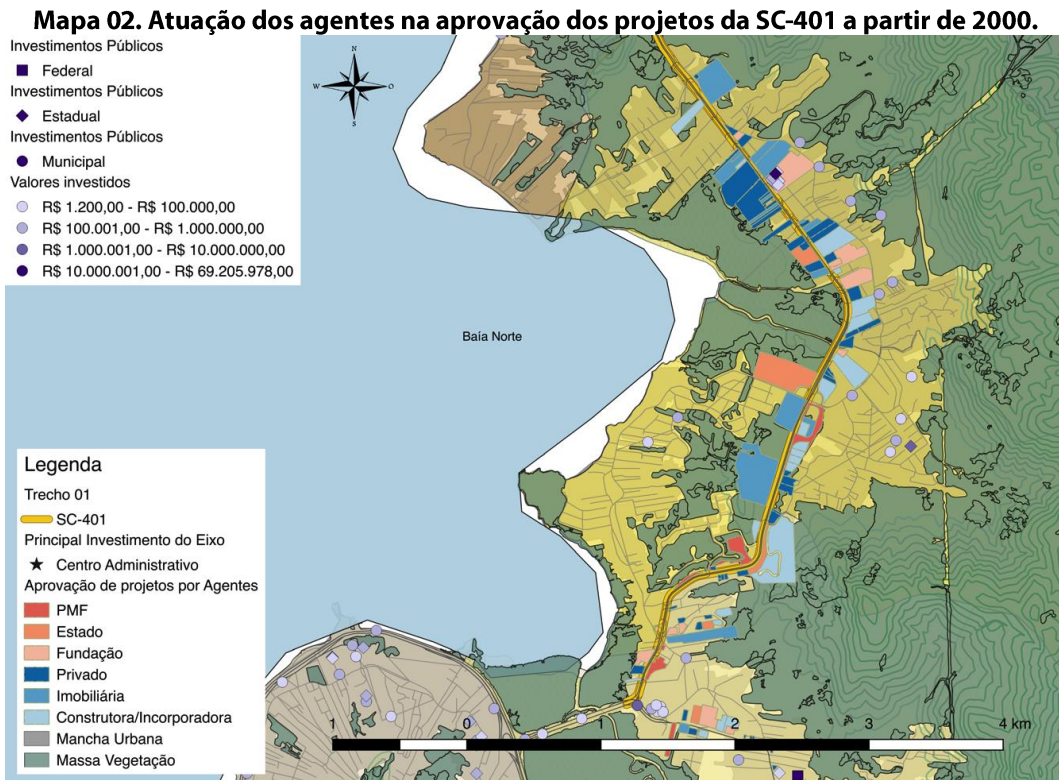 Mapa 02. Atuação dos agentes na aprovação dos projetos da SC-401 a partir de 2000.
Investimentos Públicos
Federal
Investimentos Públicos
Estadual
Investimentos Públicos
Municipal
Valores investidos
R$ 1.200,00 - R$ 100.000,00
R$ 100.001,00 - R$ 1.000.000,00
R$ 1.000.001,00 - R$ 10.000.000,00
R$ 10.000.001,00 - R$ 69.205.978,00
N
W
O
S
Baía Norte
Legenda
Trecho 01
SC-401
Principal Investimento do Eixo
Centro Administrativo
Aprovação de projetos por Agentes
PMF
Estado
Fundação
Privado
Imobiliária
Construtora/Incorporadora
Mancha Urbana
Massa Vegetação
1 0 1 2 3 4 km